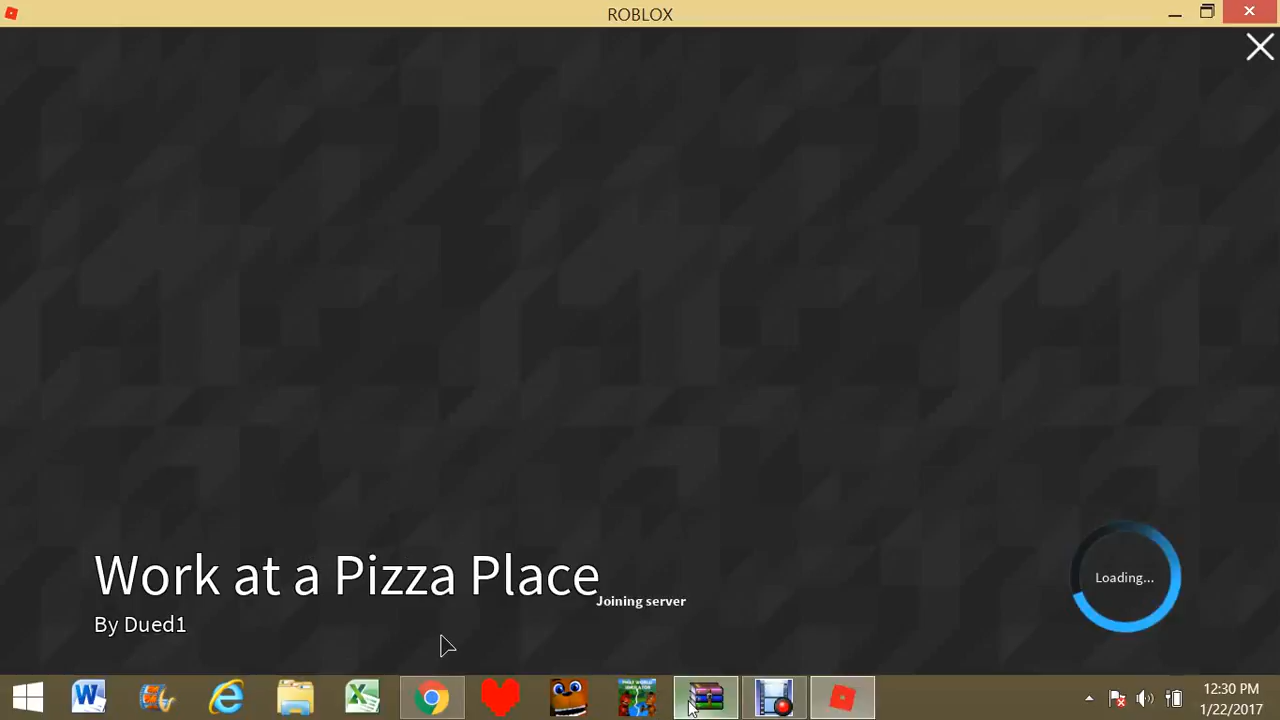 ROBLOX
Work at a Pizza Place
Joining server
By Dued1
Loading...
12:30 PM
1/22/2017